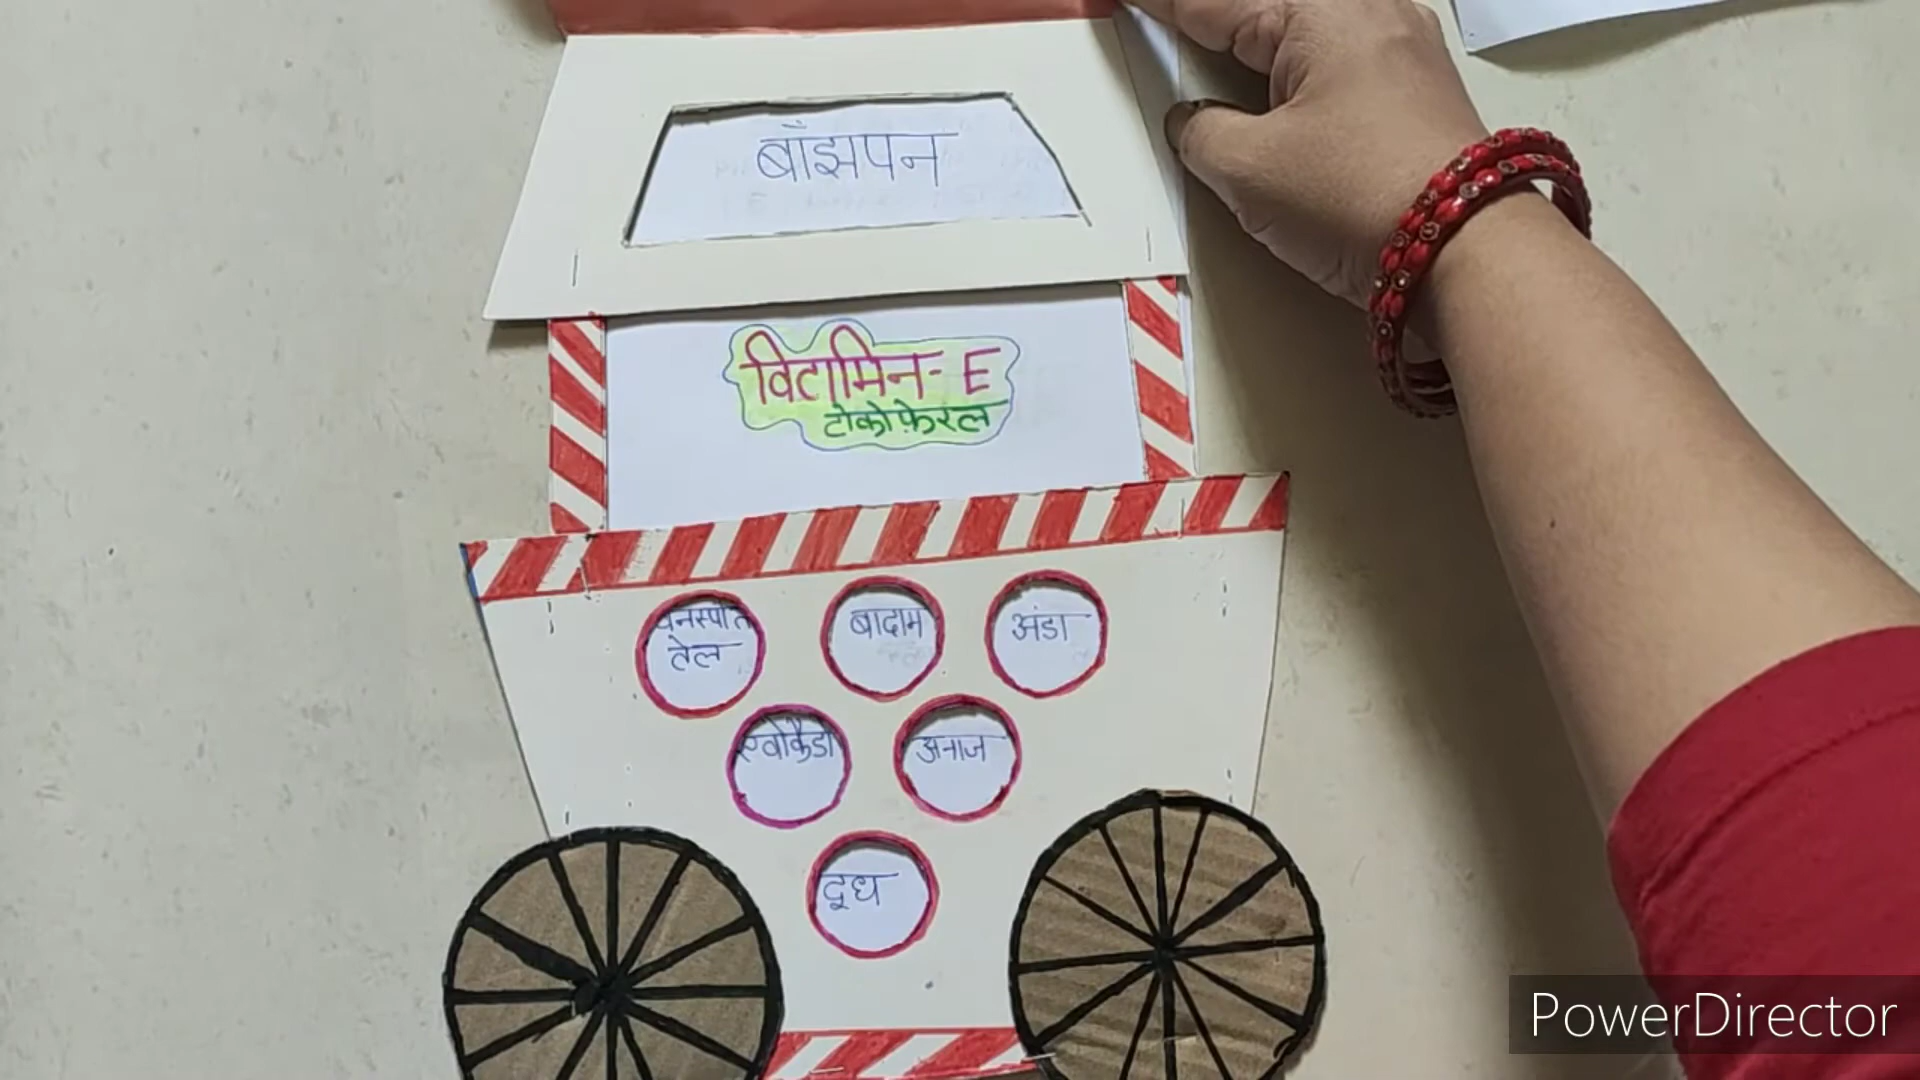 बाँझपन
विटामिन- E
टोकोफ़ेरल
वनस्पति
तेल
बादाम
अंडा
एवोकैडो
अनाज
दूध
PowerDirector